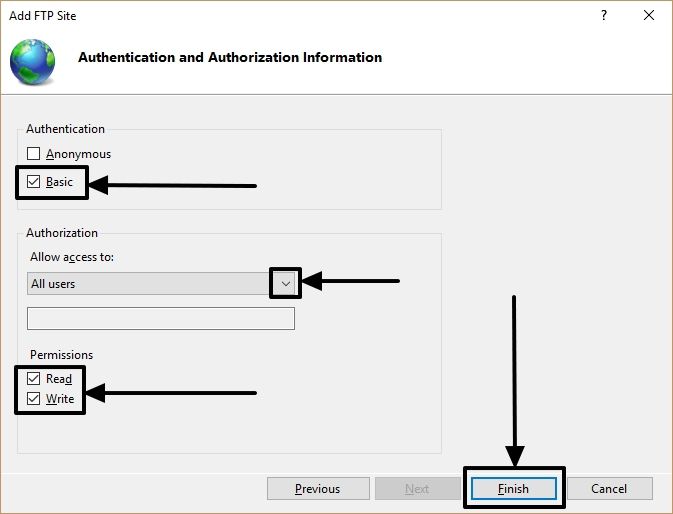 Add FTP Site
?
Authentication and Authorization Information
Authentication
Anonymous
Basic
Authorization
Allow access to:
All users
Permissions
Read
Write
Previous Next Finish Cancel